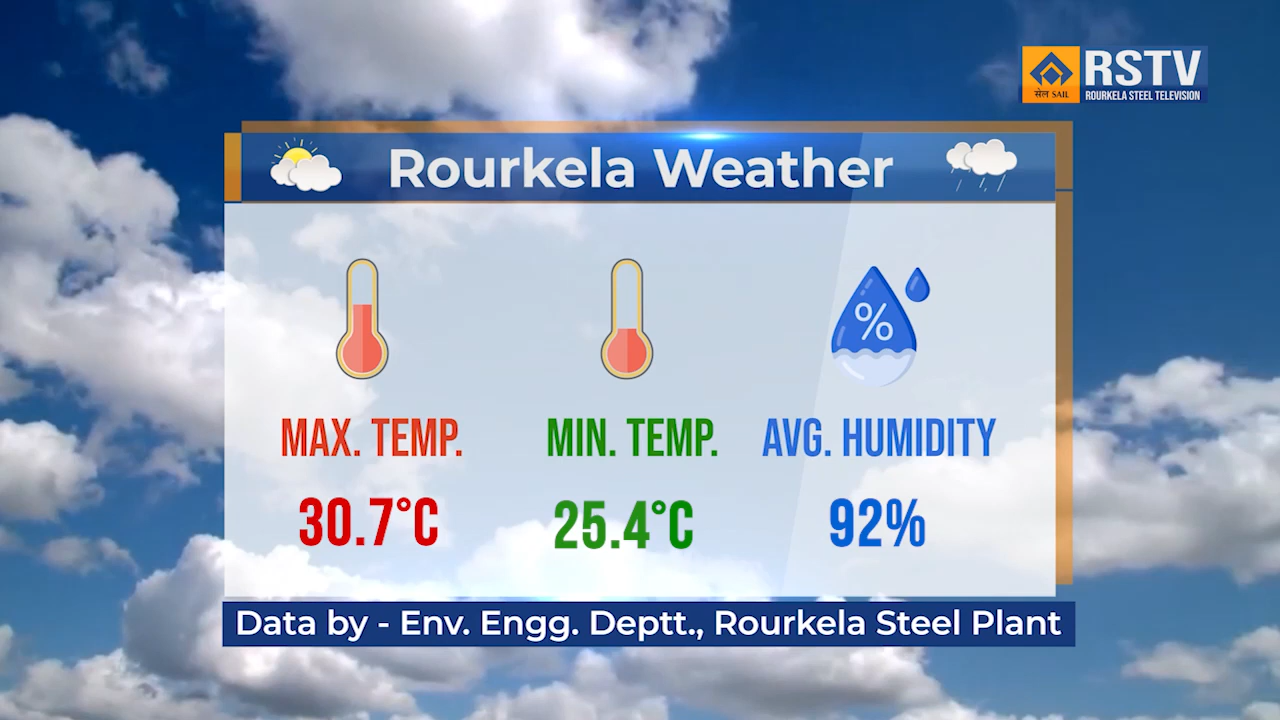 सेल SAIL
RSTV
ROURKELA STEEL TELEVISION
Rourkela Weather
%
MAX. TEMP.
MIN. TEMP.
AVG. HUMIDITY
30.7°C
25.4°C
92%
Data by - Env. Engg. Deptt., Rourkela Steel Plant